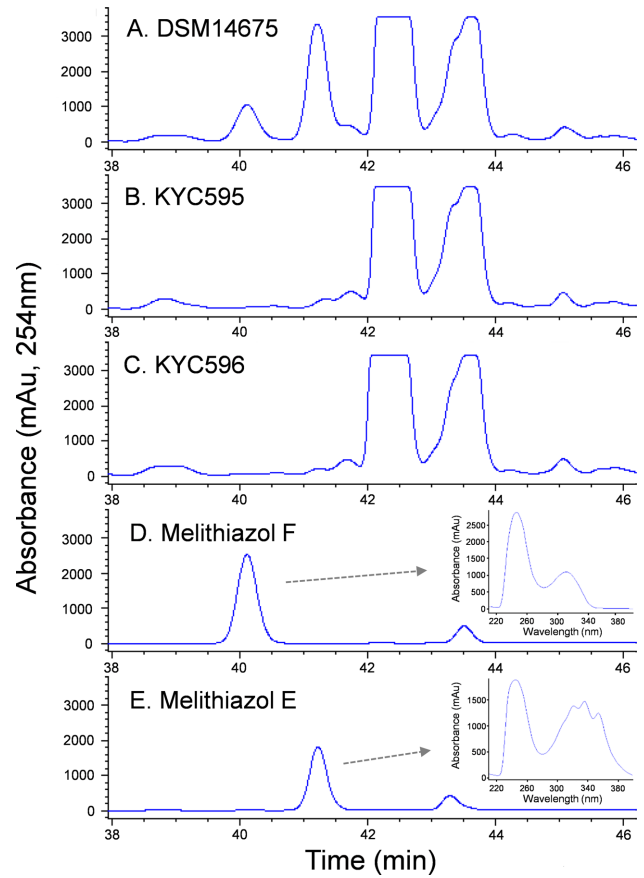 Absorbance (mAu, 254nm)
A. DSM14675
3000
2000
1000
0
38 40 42 44 46
B. KYC595
3000
2000
1000
0
38 40 42 44 46
C. KYC596
3000
2000
1000
0
38 40 42 44 46
D. Melithiazol F
3000
2000
1000
0
38 40 42 44 46
Absorbance (mAu)
2500
2000
1500
1000
500
0
220 260 300 340 380
Wavelength (nm)
E. Melithiazol E
3000
2000
1000
0
38 40 42 44 46
Absorbance (mAu)
1500
1000
500
0
220 260 300 340 380
Wavelength (nm)
Time (min)